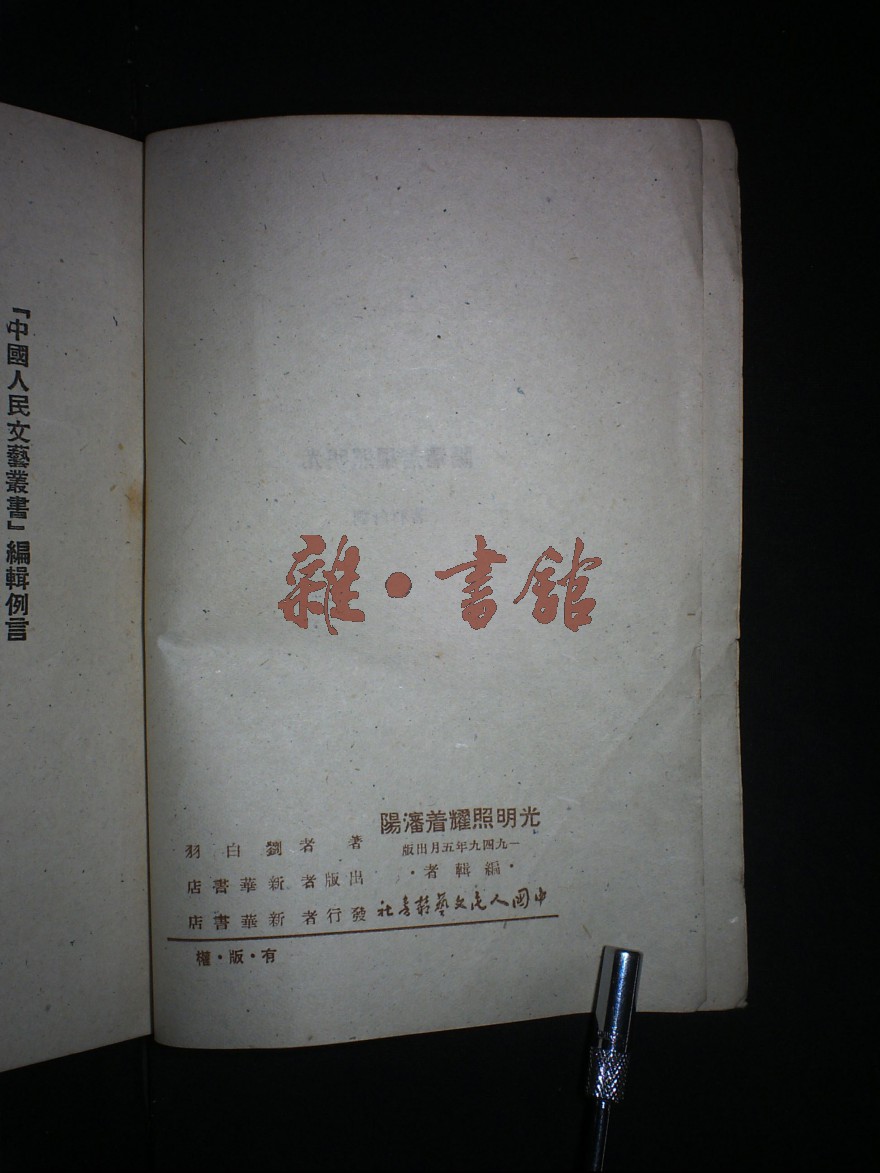 「中國人民文藝叢書」編輯例言
雜·書館
光明照耀着瀋陽
一九四九年五月出版
·編輯者·
中國人民文藝叢書社
著者劉白羽
出版者新華書店
發行者新華書店
有·版·權